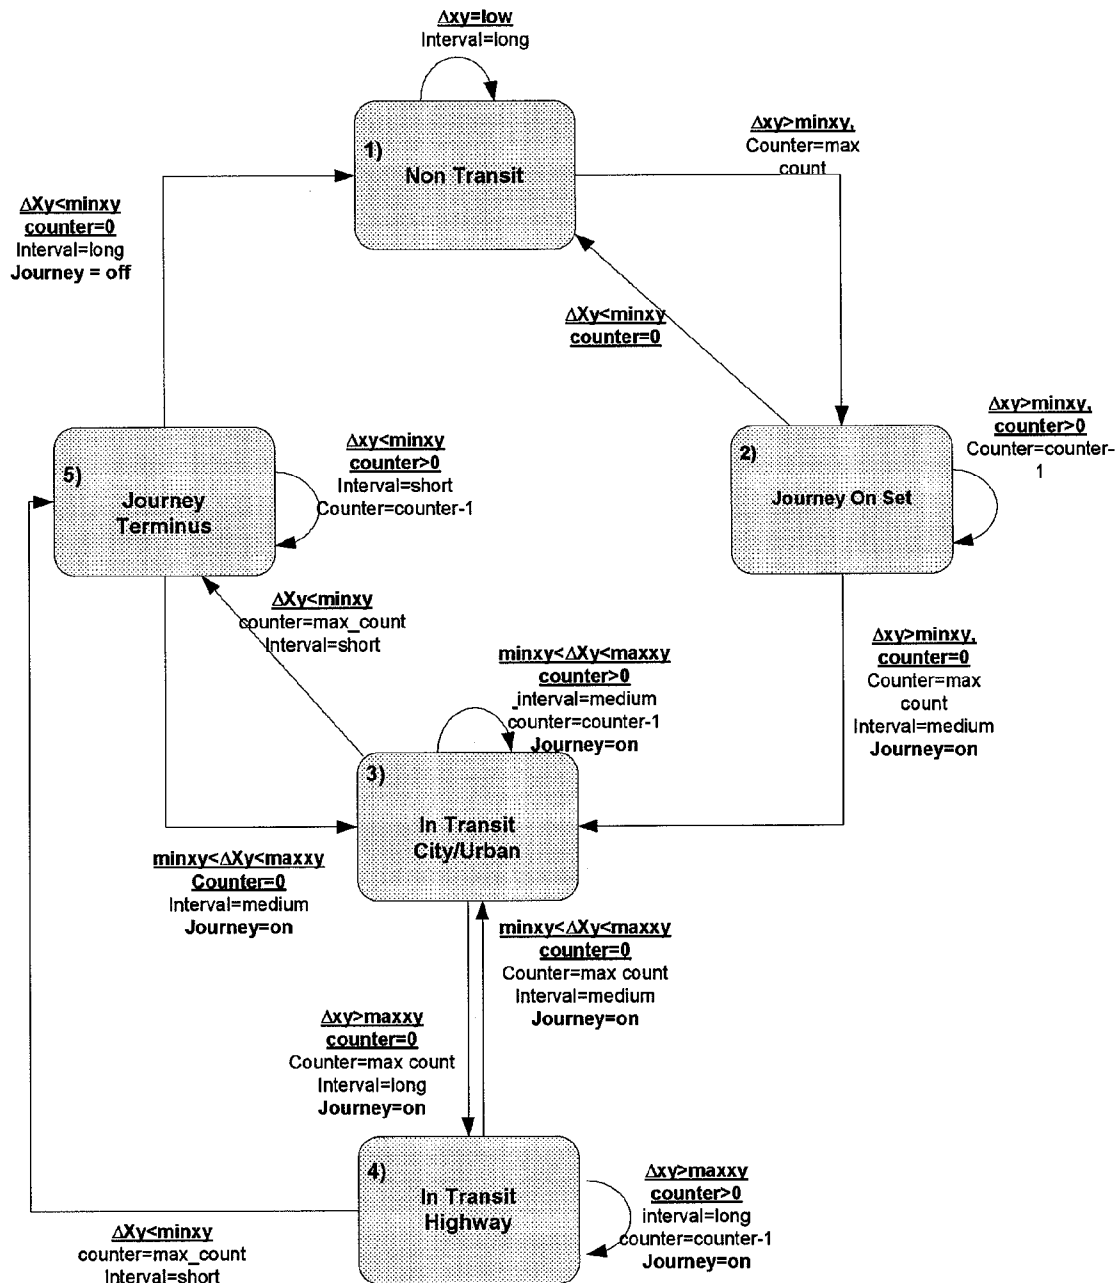 Δxy=low
Interval=long
1)
Non Transit
Δxy>minxy,
Counter=max
count
ΔXy<minxy
counter=0
Interval=long
Journey = off
ΔXy<minxy
counter=0
Δxy>minxy,
counter>0
Counter=counter-
1
5)
Journey
Terminus
Δxy<minxy
counter>0
Interval=short
Counter=counter-1
2)
Journey On Set
ΔXy<minxy
counter=max_count
Interval=short
minxy<ΔXy<maxxy
counter>0
interval=medium
counter=counter-1
Journey=on
Δxy>minxy,
counter=0
Counter=max
count
Interval=medium
Journey=on
3)
In Transit
City/Urban
minxy<ΔXy<maxxy
Counter=0
Interval=medium
Journey=on
minxy<ΔXy<maxxy
counter=0
Counter=max count
Interval=medium
Journey=on
Δxy>maxxy
counter=0
Counter=max count
Interval=long
Journey=on
4)
In Transit
Highway
Δxy>maxxy
counter>0
interval=long
counter=counter-1
Journey=on
ΔXy<minxy
counter=max_count
Interval=short